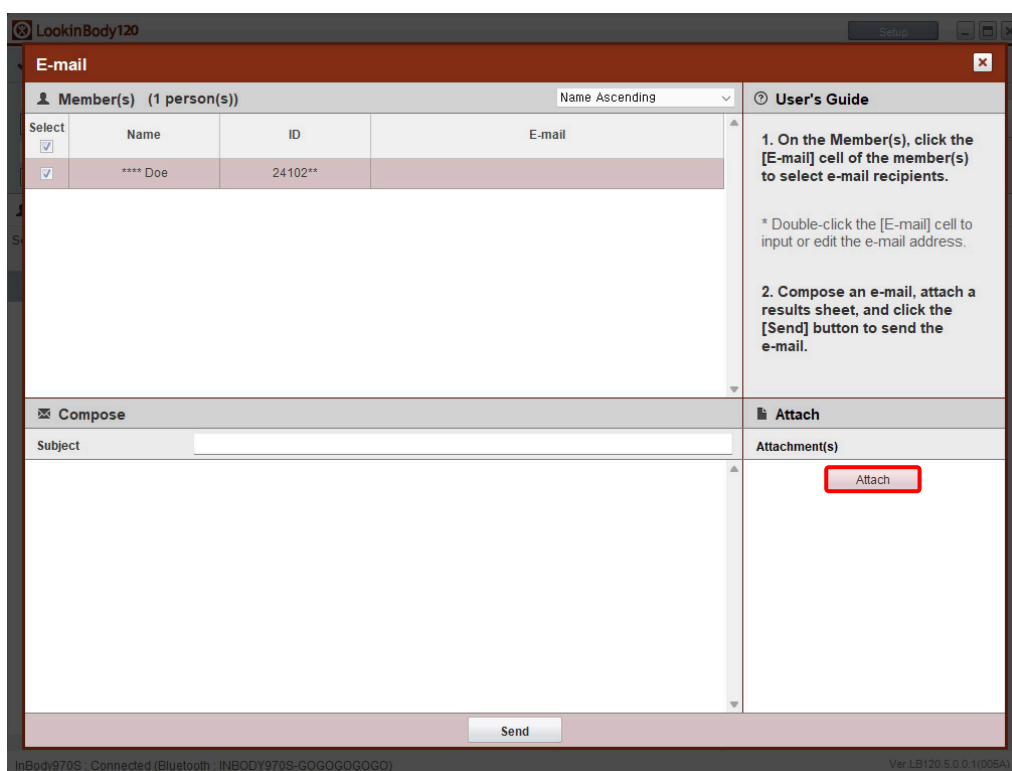 LookinBody120
Setup
E-mail
Member(s) (1 person(s))
Name Ascending
User's Guide
Select
Name
ID
E-mail
**** Doe
24102**
1. On the Member(s), click the
[E-mail] cell of the member(s)
to select e-mail recipients.
* Double-click the [E-mail] cell to
input or edit the e-mail address.
2. Compose an e-mail, attach a
results sheet, and click the
[Send] button to send the
e-mail.
Compose
Attach
Subject
Attachment(s)
Attach
Send
InBody970S : Connected (Bluetooth : INBODY970S-GOGOGOGOGO)
Ver.LB120.5.0.0.1(005A)